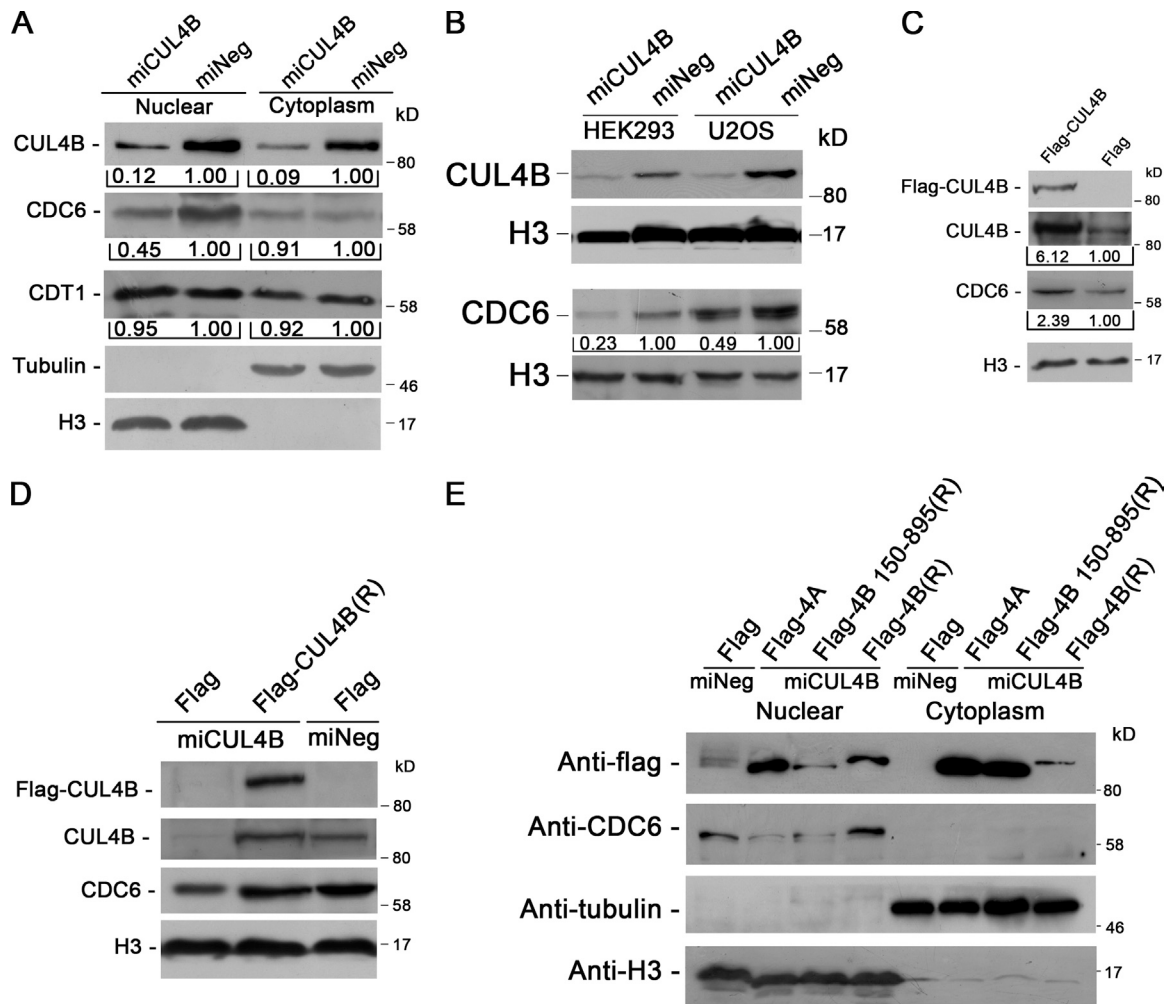 A
miCUL4B miNeg miCUL4B miNeg
Nuclear Cytoplasm
kD
CUL4B - - 80
0.12 1.00 0.09 1.00
CDC6 - - 58
0.45 1.00 0.91 1.00
CDT1 - - 58
0.95 1.00 0.92 1.00
Tubulin - - 46
H3 - - 17
B
miCUL4B miNeg miCUL4B miNeg
HEK293 U2OS kD
CUL4B - 80
H3 - 17
CDC6 - 58
0.23 1.00 0.49 1.00
H3 - 17
C
Flag-CUL4B Flag
kD
Flag-CUL4B - - 80
CUL4B - - 80
6.12 1.00
CDC6 - - 58
2.39 1.00
H3 - - 17
D
Flag Flag-CUL4B(R) Flag
miCUL4B miNeg
kD
Flag-CUL4B - - 80
CUL4B - - 80
CDC6 - - 58
H3 - - 17
E
Flag Flag-4A Flag-4B 150-895(R) Flag-4B(R) Flag Flag-4A Flag-4B 150-895(R) Flag-4B(R)
miNeg miCUL4B miNeg miCUL4B
Nuclear Cytoplasm
kD
Anti-flag - - 80
Anti-CDC6 - - 58
Anti-tubulin - - 46
Anti-H3 - - 17